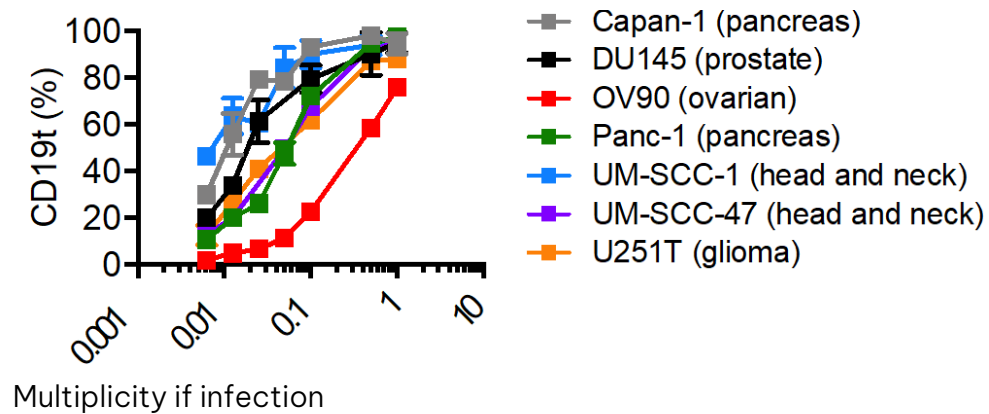 CD19t (%)
100
80
60
40
20
0
0.001
0.01
0.1
1
10
Multiplicity if infection
Capan-1 (pancreas)
DU145 (prostate)
OV90 (ovarian)
Panc-1 (pancreas)
UM-SCC-1 (head and neck)
UM-SCC-47 (head and neck)
U251T (glioma)